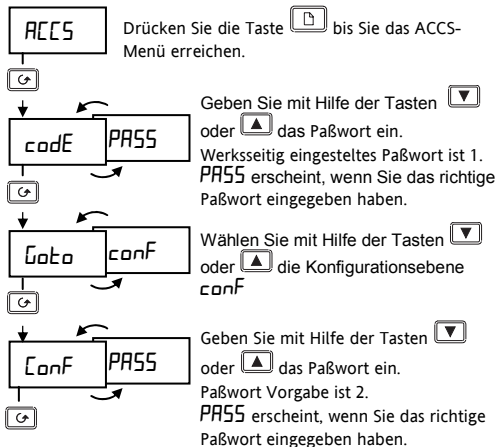 ACCS
Drücken Sie die Taste bis Sie das ACCS-
Menü erreichen.
codE
PASS
Geben Sie mit Hilfe der Tasten
oder das Paßwort ein.
Werksseitig eingesteltes Paßwort ist 1.
PASS erscheint, wenn Sie das richtige
Paßwort eingegeben haben.
Goto
conF
Wählen Sie mit Hilfe der Tasten
oder die Konfigurationsebene
conF
ConF
PASS
Geben Sie mit Hilfe der Tasten
oder das Paßwort ein.
Paßwort Vorgabe ist 2.
PASS erscheint, wenn Sie das richtige
Paßwort eingegeben haben.